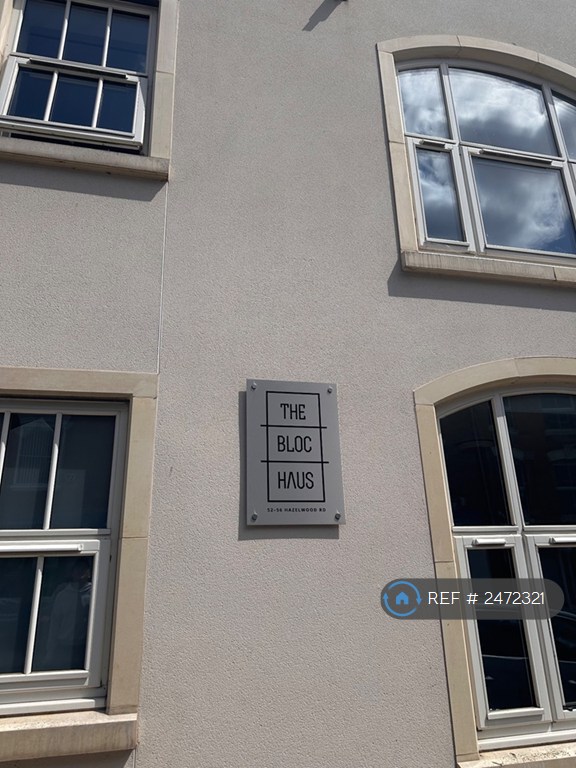 THE
BLOC
HAUS
52-56 HAZELWOOD RD
REF # 2472321